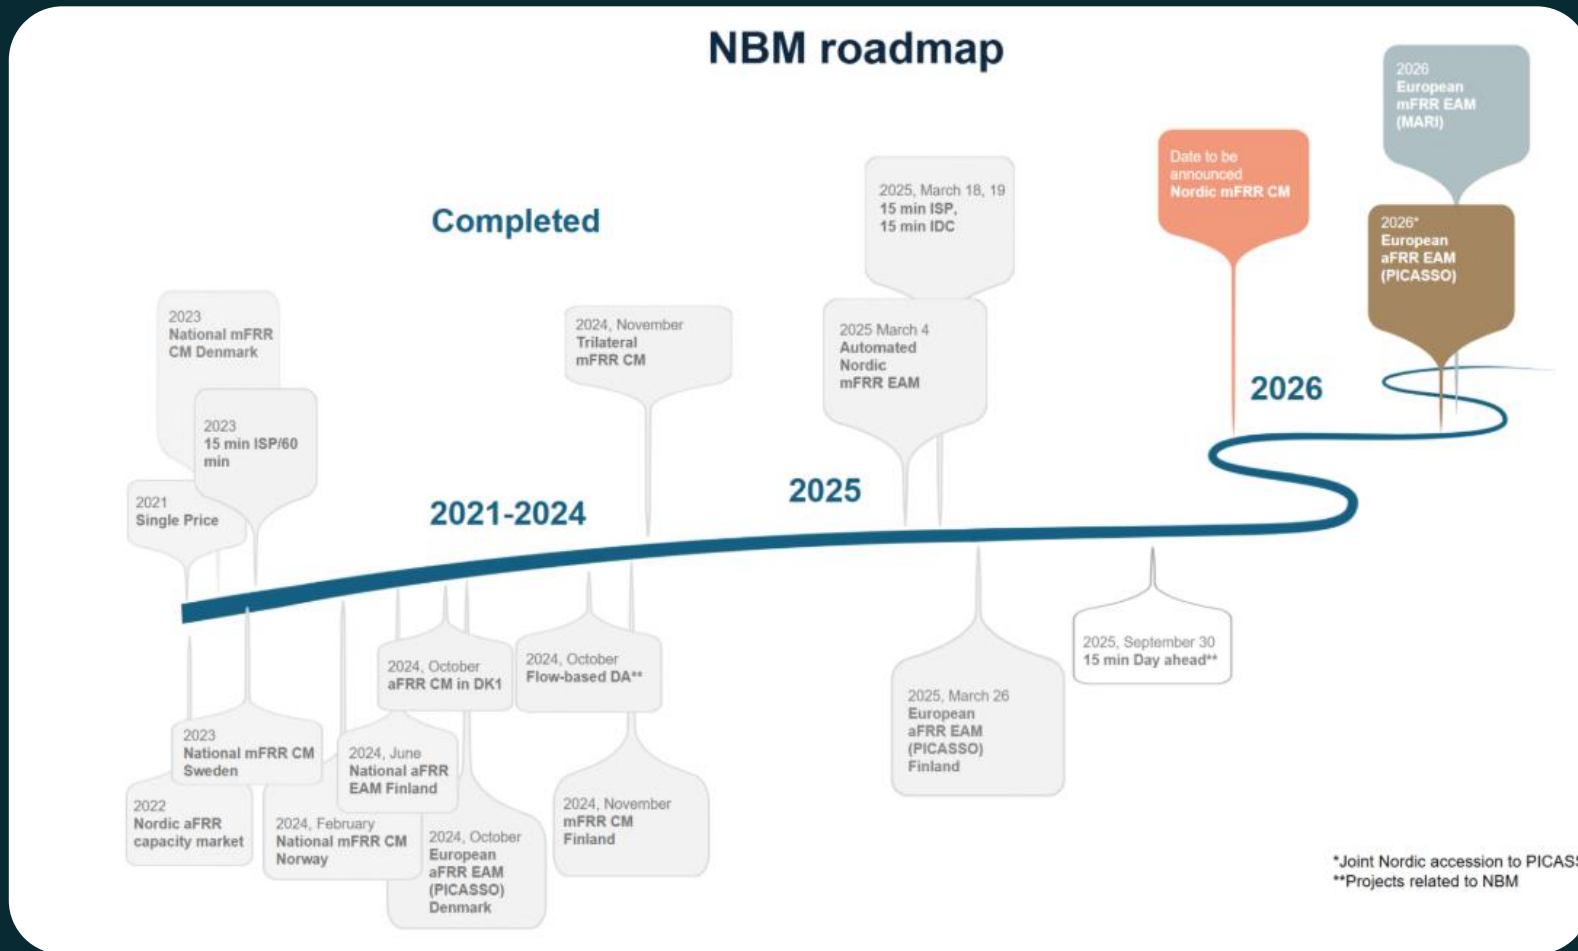 NBM roadmap
2026
European
mFRR EAM
(MARI)
Date to be
announced
Nordic mFRR CM
2025, March 18, 19
15 min ISP,
15 min IDC
Completed
2026*
European
aFRR EAM
(PICASSO)
2023
National mFRR
CM Denmark
2024, November
Trilateral
mFRR CM
2025 March 4
Automated
Nordic
mFRR EAM
2026
2023
15 min ISP/60
min
2025
2021
Single Price
2021-2024
2024, October
aFRR CM in DK1
2024, October
Flow-based DA**
2025, September 30
15 min Day ahead**
2025, March 26
European
aFRR EAM
(PICASSO)
Finland
2023
National mFRR CM
Sweden
2024, June
National aFRR
EAM Finland
2022
Nordic aFRR
capacity market
2024, February
National mFRR CM
Norway
2024, October
European
aFRR EAM
(PICASSO)
Denmark
2024, November
mFRR CM
Finland
*Joint Nordic accession to
**Projects related to NBM